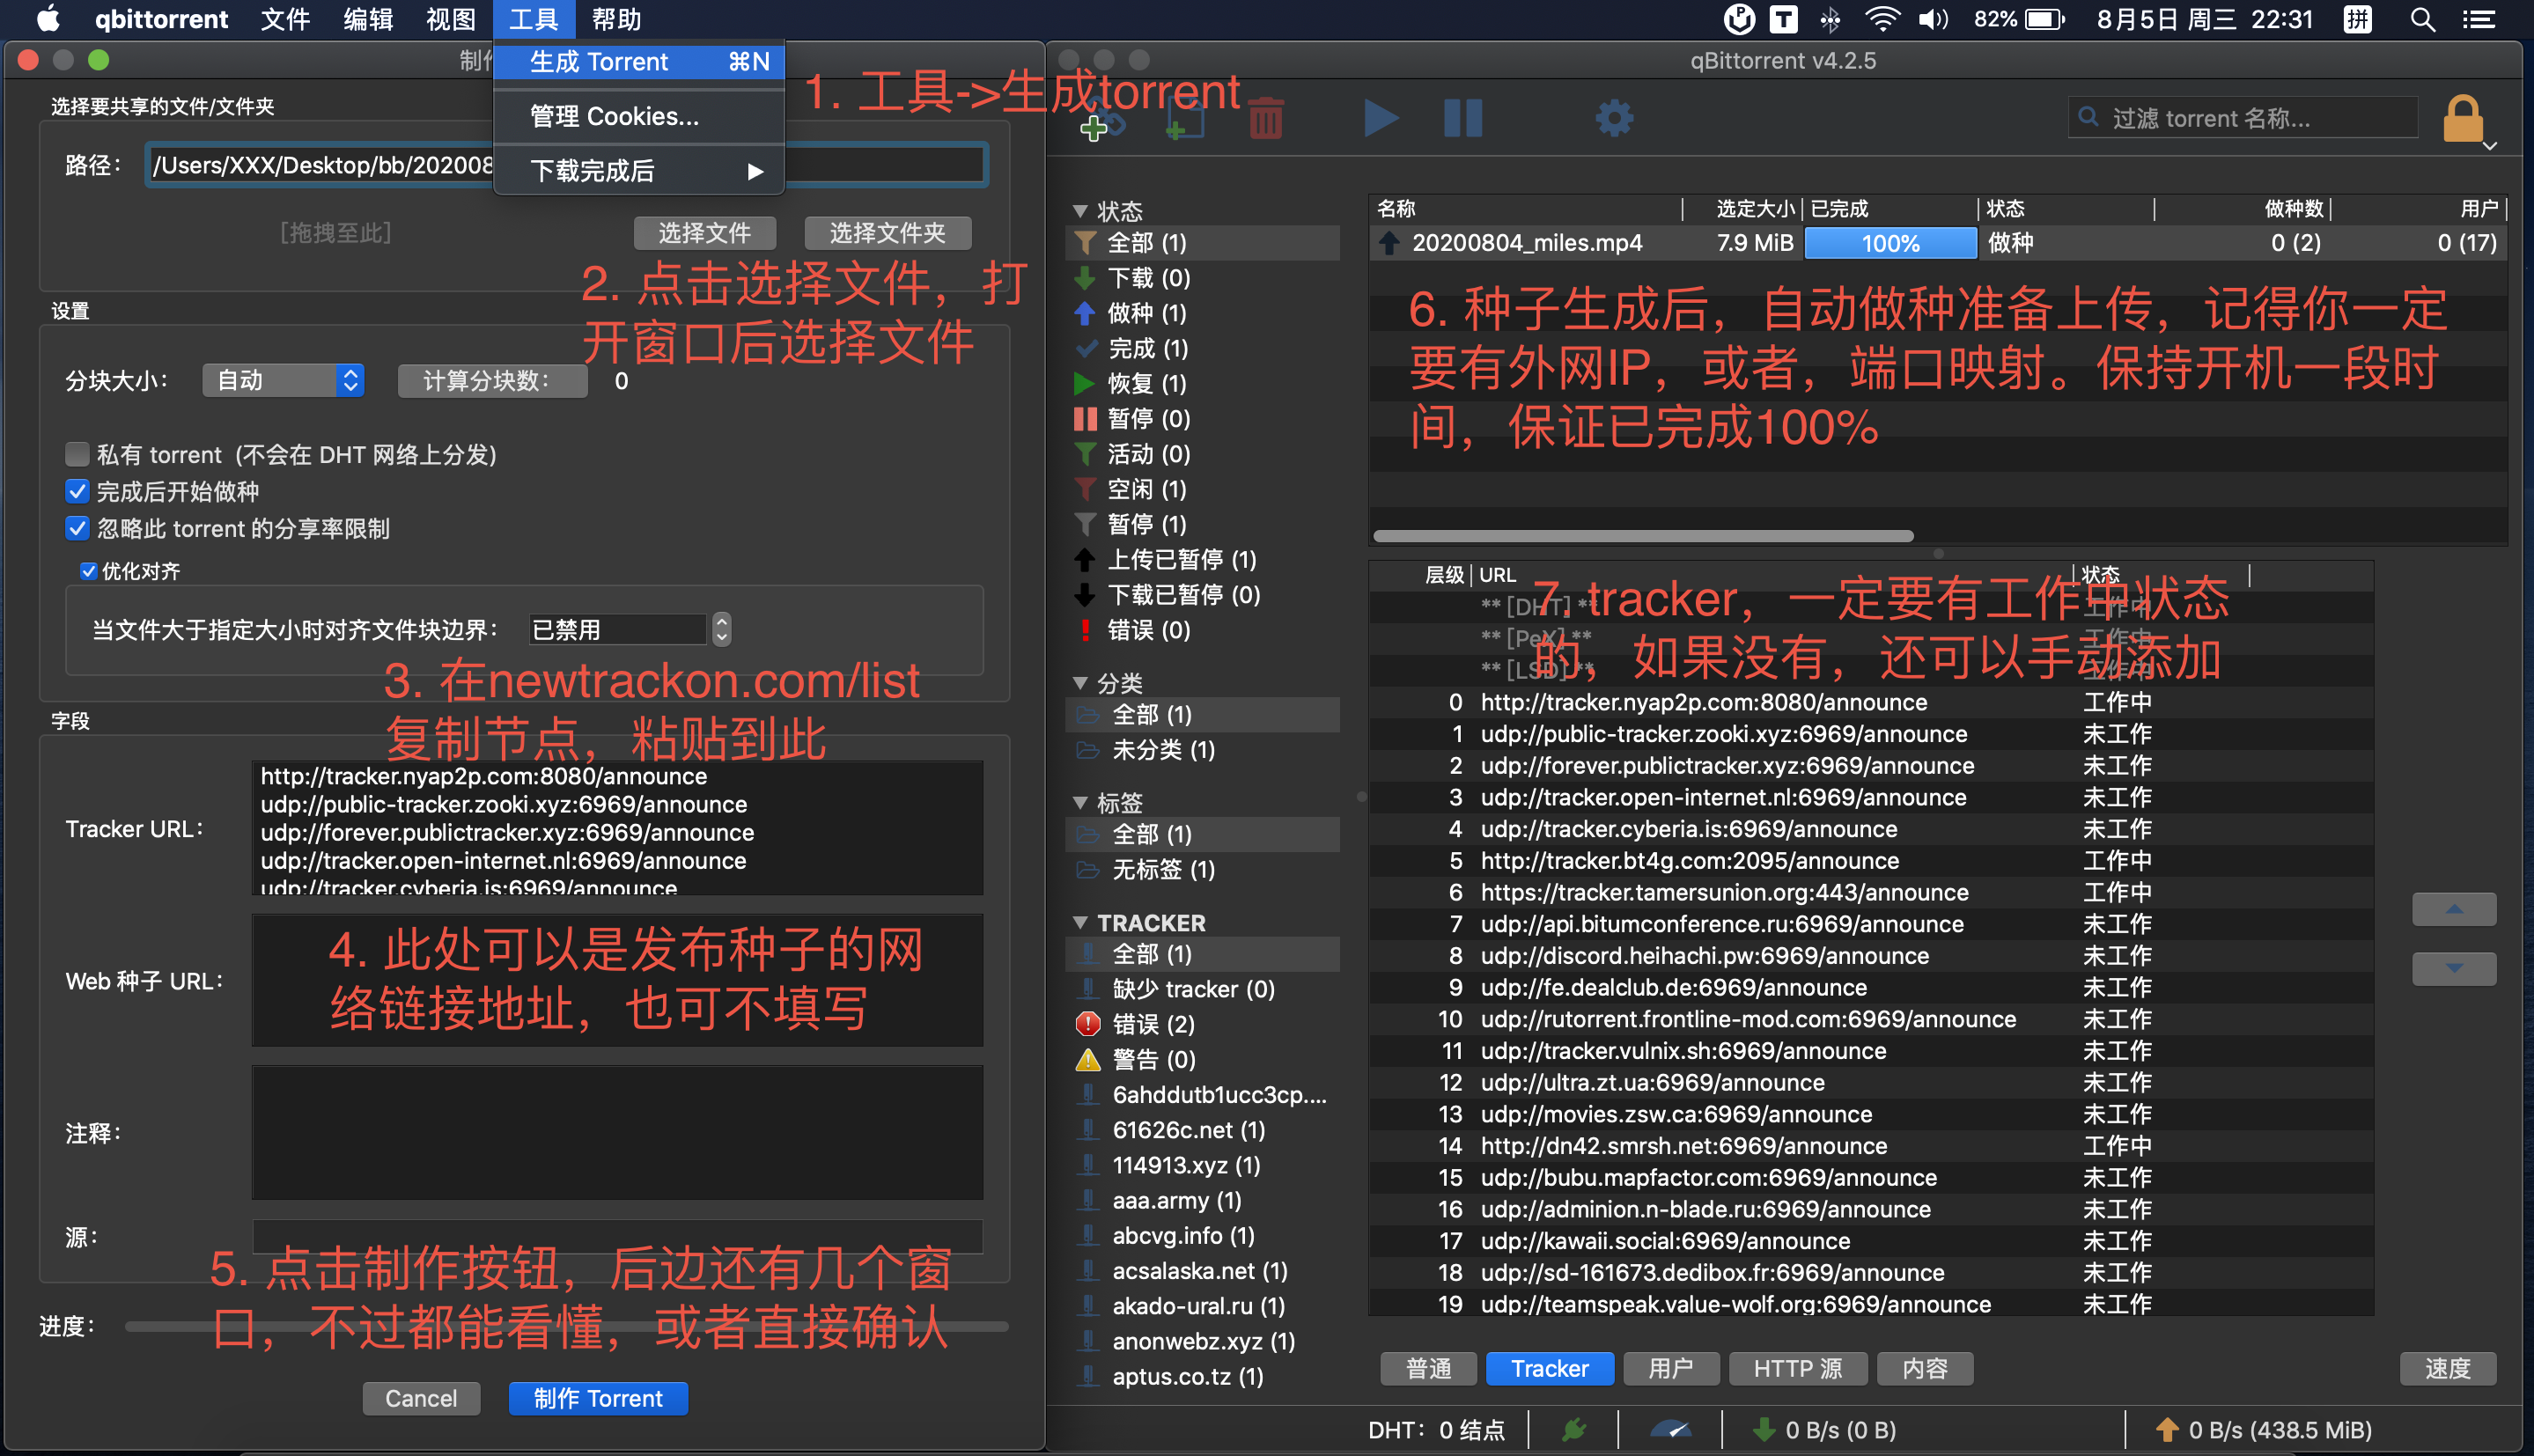 qbittorrent 文件 编辑 视图 工具 帮助
82% 8月5日 周三 22:31 拼
制作
生成 Torrent ⌘N
管理 Cookies...
下载完成后
1. 工具->生成torrent
选择要共享的文件/文件夹
路径： /Users/XXX/Desktop/bb/202008
[拖拽至此] 选择文件 选择文件夹
2. 点击选择文件，打
开窗口后选择文件
设置
分块大小： 自动 计算分块数： 0
私有 torrent（不会在 DHT 网络上分发）
完成后开始做种
忽略此 torrent 的分享率限制
优化对齐
当文件大于指定大小时对齐文件块边界： 已禁用
3. 在newtrackon.com/list
复制节点，粘贴到此
字段
Tracker URL：
http://tracker.nyap2p.com:8080/announce
udp://public-tracker.zooki.xyz:6969/announce
udp://forever.publictracker.xyz:6969/announce
udp://tracker.open-internet.nl:6969/announce
udp://tracker.cyberia.is:6969/announce
Web 种子 URL：
4. 此处可以是发布种子的网
络链接地址，也可不填写
注释：
源：
5. 点击制作按钮，后边还有几个窗
口，不过都能看懂，或者直接确认
进度：
Cancel 制作 Torrent
qBittorrent v4.2.5
过滤 torrent 名称...
状态
全部 (1)
下载 (0)
做种 (1)
完成 (1)
恢复 (1)
暂停 (0)
活动 (0)
空闲 (1)
暂停 (1)
上传已暂停 (1)
下载已暂停 (0)
错误 (0)
分类
全部 (1)
未分类 (1)
标签
全部 (1)
无标签 (1)
TRACKER
全部 (1)
缺少 tracker (0)
错误 (2)
警告 (0)
6ahddutb1ucc3cp....
61626c.net (1)
114913.xyz (1)
aaa.army (1)
abcvg.info (1)
acsalaska.net (1)
akado-ural.ru (1)
anonwebz.xyz (1)
aptus.co.tz (1)
名称 选定大小 已完成 状态 做种数 用户
20200804_miles.mp4 7.9 MiB 100% 做种 0 (2) 0 (17)
6. 种子生成后，自动做种准备上传，记得你一定
要有外网IP，或者，端口映射。保持开机一段时
间，保证已完成100%
层级 URL 状态
** [DHT] ** 工作中
** [PeX] ** 工作中
** [LSD] ** 工作中
7. tracker，一定要有工作中状态
的，如果没有，还可以手动添加
0 http://tracker.nyap2p.com:8080/announce 工作中
1 udp://public-tracker.zooki.xyz:6969/announce 未工作
2 udp://forever.publictracker.xyz:6969/announce 未工作
3 udp://tracker.open-internet.nl:6969/announce 未工作
4 udp://tracker.cyberia.is:6969/announce 未工作
5 http://tracker.bt4g.com:2095/announce 工作中
6 https://tracker.tamersunion.org:443/announce 工作中
7 udp://api.bitumconference.ru:6969/announce 未工作
8 udp://discord.heihachi.pw:6969/announce 未工作
9 udp://fe.dealclub.de:6969/announce 未工作
10 udp://rutorrent.frontline-mod.com:6969/announce 未工作
11 udp://tracker.vulnix.sh:6969/announce 未工作
12 udp://ultra.zt.ua:6969/announce 未工作
13 udp://movies.zsw.ca:6969/announce 未工作
14 http://dn42.smrsh.net:6969/announce 工作中
15 udp://bubu.mapfactor.com:6969/announce 未工作
16 udp://adminion.n-blade.ru:6969/announce 未工作
17 udp://kawaii.social:6969/announce 未工作
18 udp://sd-161673.dedibox.fr:6969/announce 未工作
19 udp://teamspeak.value-wolf.org:6969/announce 未工作
普通 Tracker 用户 HTTP 源 内容 速度
DHT：0 结点 0 B/s (0 B) 0 B/s (438.5 MiB)